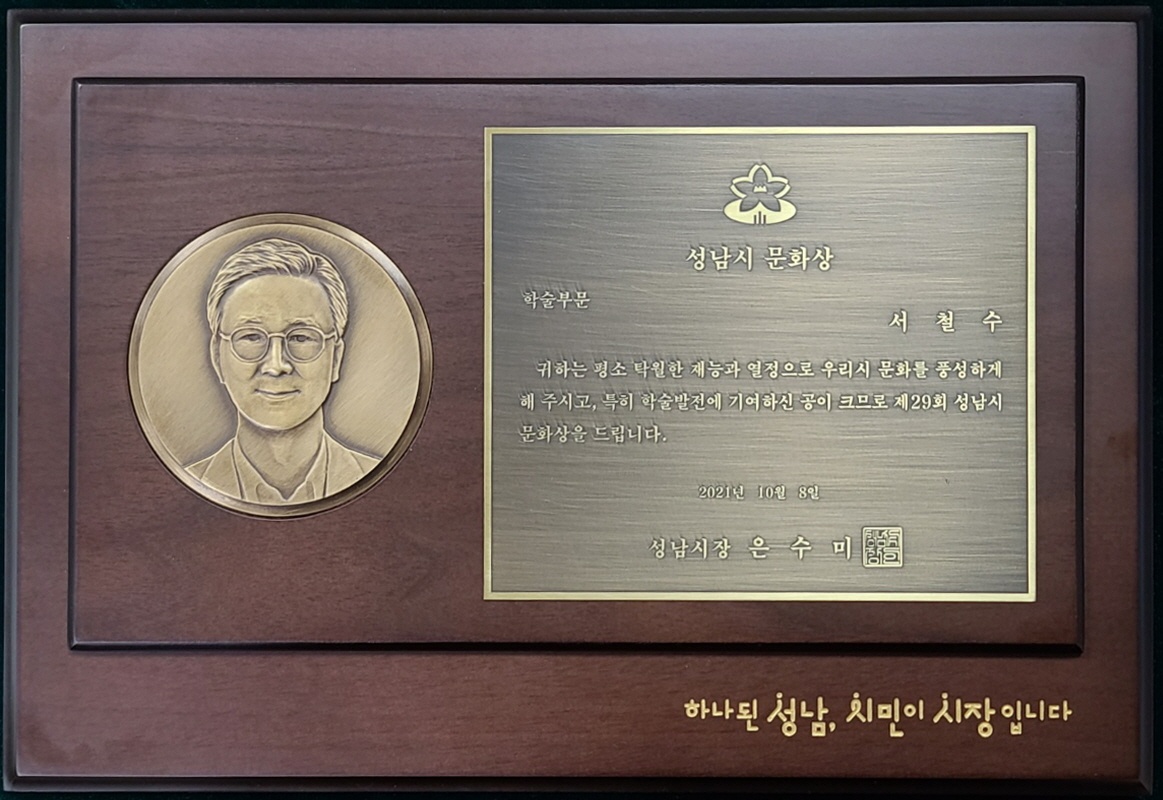 성남시 문화상
학술부문
서 철 수
귀하는 평소 탁월한 재능과 열정으로 우리시 문화를 풍성하게
해 주시고, 특히 학술발전에 기여하신 공이 크므로 제29회 성남시
문화상을 드립니다.
2021년 10월 8일
성남시장 은 수 미
하나된 성남, 시민이 시장입니다